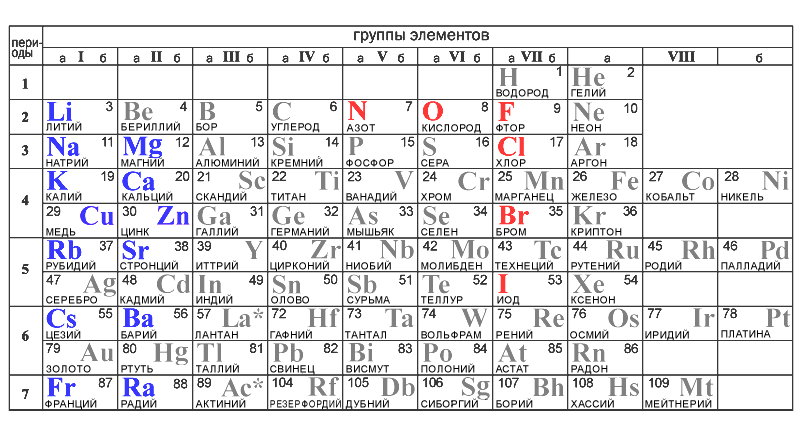 группы элементов
пери-
оды
а I б а II б а III б а IV б а V б а VI б а VII б а VIII б
1 H 1 He 2
ВОДОРОД ГЕЛИЙ
2 Li 3 Be 4 B 5 C 6 N 7 O 8 F 9 Ne 10
ЛИТИЙ БЕРИЛЛИЙ БОР УГЛЕРОД АЗОТ КИСЛОРОД ФТОР НЕОН
3 Na 11 Mg 12 Al 13 Si 14 P 15 S 16 Cl 17 Ar 18
НАТРИЙ МАГНИЙ АЛЮМИНИЙ КРЕМНИЙ ФОСФОР СЕРА ХЛОР АРГОН
4 K 19 Ca 20 21 Sc 22 Ti 23 V 24 Cr 25 Mn 26 Fe 27 Co 28 Ni
КАЛИЙ КАЛЬЦИЙ СКАНДИЙ ТИТАН ВАНАДИЙ ХРОМ МАРГАНЕЦ ЖЕЛЕЗО КОБАЛЬТ НИКЕЛЬ
29 Cu 30 Zn Ga 31 Ge 32 As 33 Se 34 Br 35 Kr 36
МЕДЬ ЦИНК ГАЛЛИЙ ГЕРМАНИЙ МЫШЬЯК СЕЛЕН БРОМ КРИПТОН
5 Rb 37 Sr 38 39 Y 40 Zr 41 Nb 42 Mo 43 Tc 44 Ru 45 Rh 46 Pd
РУБИДИЙ СТРОНЦИЙ ИТТРИЙ ЦИРКОНИЙ НИОБИЙ МОЛИБДЕН ТЕХНЕЦИЙ РУТЕНИЙ РОДИЙ ПАЛЛАДИЙ
47 Ag 48 Cd In 49 Sn 50 Sb 51 Te 52 I 53 Xe 54
СЕРЕБРО КАДМИЙ ИНДИЙ ОЛОВО СУРЬМА ТЕЛЛУР ИОД КСЕНОН
6 Cs 55 Ba 56 57 La* 72 Hf 73 Ta 74 W 75 Re 76 Os 77 Ir 78 Pt
ЦЕЗИЙ БАРИЙ ЛАНТАН ГАФНИЙ ТАНТАЛ ВОЛЬФРАМ РЕНИЙ ОСМИЙ ИРИДИЙ ПЛАТИНА
79 Au 80 Hg Tl 81 Pb 82 Bi 83 Po 84 At 85 Rn 86
ЗОЛОТО РТУТЬ ТАЛЛИЙ СВИНЕЦ ВИСМУТ ПОЛОНИЙ АСТАТ РАДОН
7 Fr 87 Ra 88 89 Ac* 104 Rf 105 Db 106 Sg 107 Bh 108 Hs 109 Mt
ФРАНЦИЙ РАДИЙ АКТИНИЙ РЕЗЕРФОРДИЙ ДУБНИЙ СИБОРГИЙ БОРИЙ ХАССИЙ МЕЙТНЕРИЙ